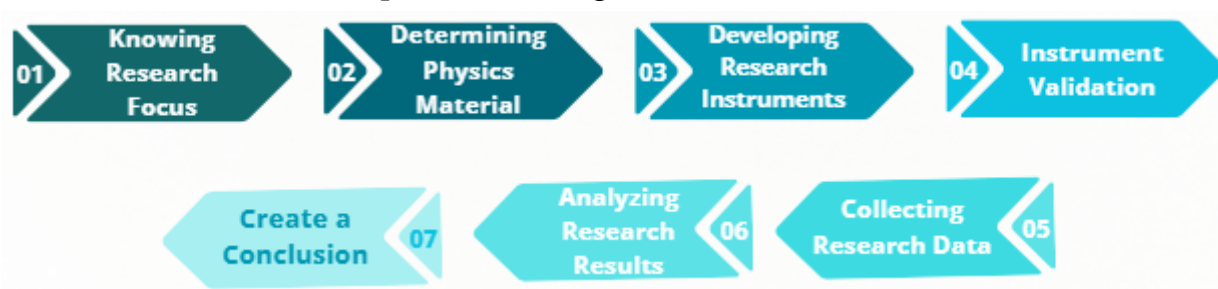 01
Knowing
Research
Focus
02
Determining
Physics
Material
03
Developing
Research
Instruments
04
Instrument
Validation
05
Collecting
Research Data
06
Analyzing
Research
Results
07
Create a
Conclusion